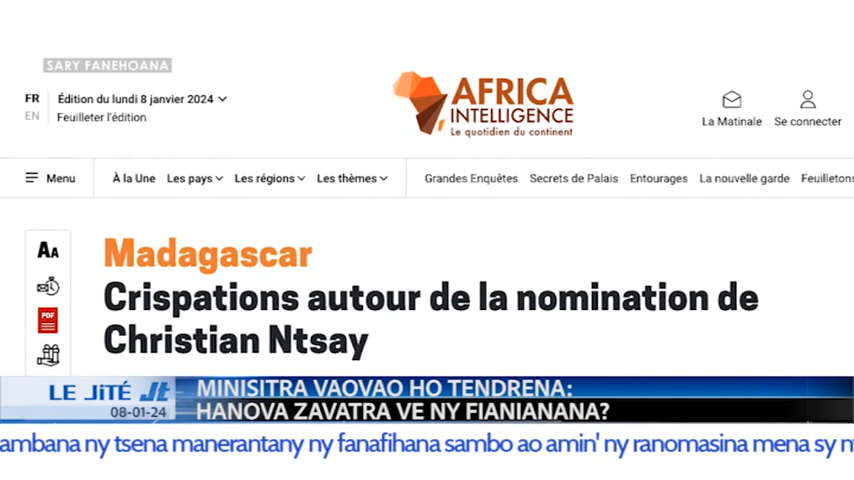 SARY FANEHOANA
FR
Édition du lundi 8 janvier 2024
EN
Feuilleter l'édition
AFRICA
INTELLIGENCE
Le quotidien du continent
La Matinale
Se connecter
Menu
À la Une
Les pays
Les régions
Les thèmes
Grandes Enquêtes
Secrets de Palais
Entourages
La nouvelle garde
Feuilletons
AA
PDF
Madagascar
Crispations autour de la nomination de
Christian Ntsay
LE JiTÉ Jt
08-01-24
MINISITRA VAOVAO HO TENDRENA:
HANOVA ZAVATRA VE NY FIANIANANA?
ambana ny tsena manerantany ny fanafihana sambo ao amin' ny ranomasina mena sy